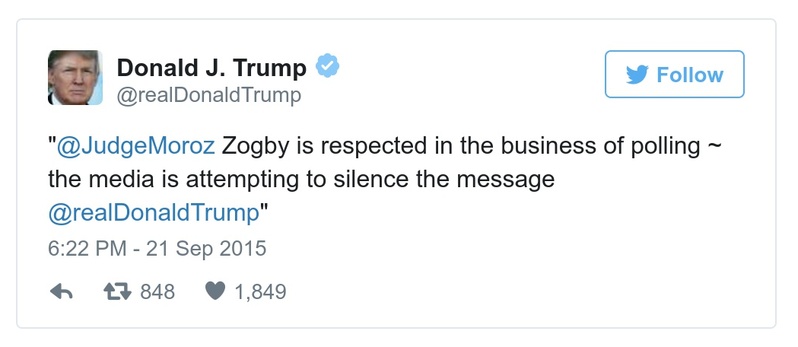 Donald J. Trump
@realDonaldTrump
Follow
"@JudgeMoroz Zogby is respected in the business of polling ~
the media is attempting to silence the message
@realDonaldTrump"
6:22 PM - 21 Sep 2015
848 1,849